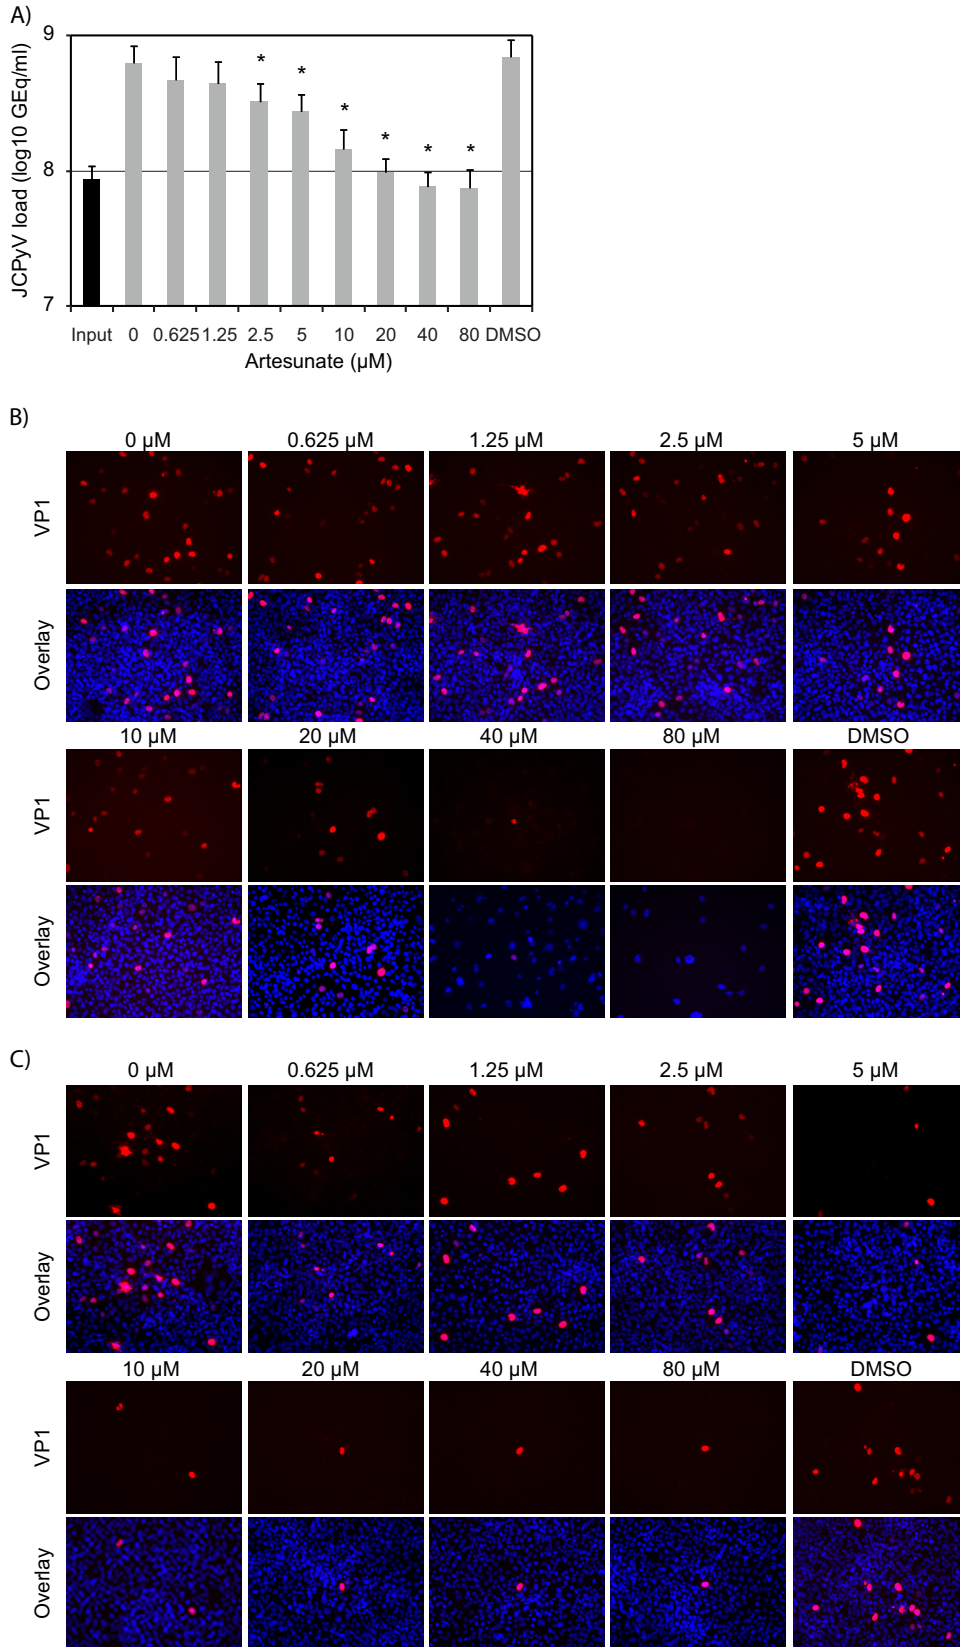 A)
JCPyV load (log10 GEq/ml)
9
8
7
* * * * * *
Input 0 0.625 1.25 2.5 5 10 20 40 80 DMSO
Artesunate (µM)
B)
0 µM 0.625 µM 1.25 µM 2.5 µM 5 µM
VP1
Overlay
10 µM 20 µM 40 µM 80 µM DMSO
VP1
Overlay
C)
0 µM 0.625 µM 1.25 µM 2.5 µM 5 µM
VP1
Overlay
10 µM 20 µM 40 µM 80 µM DMSO
VP1
Overlay